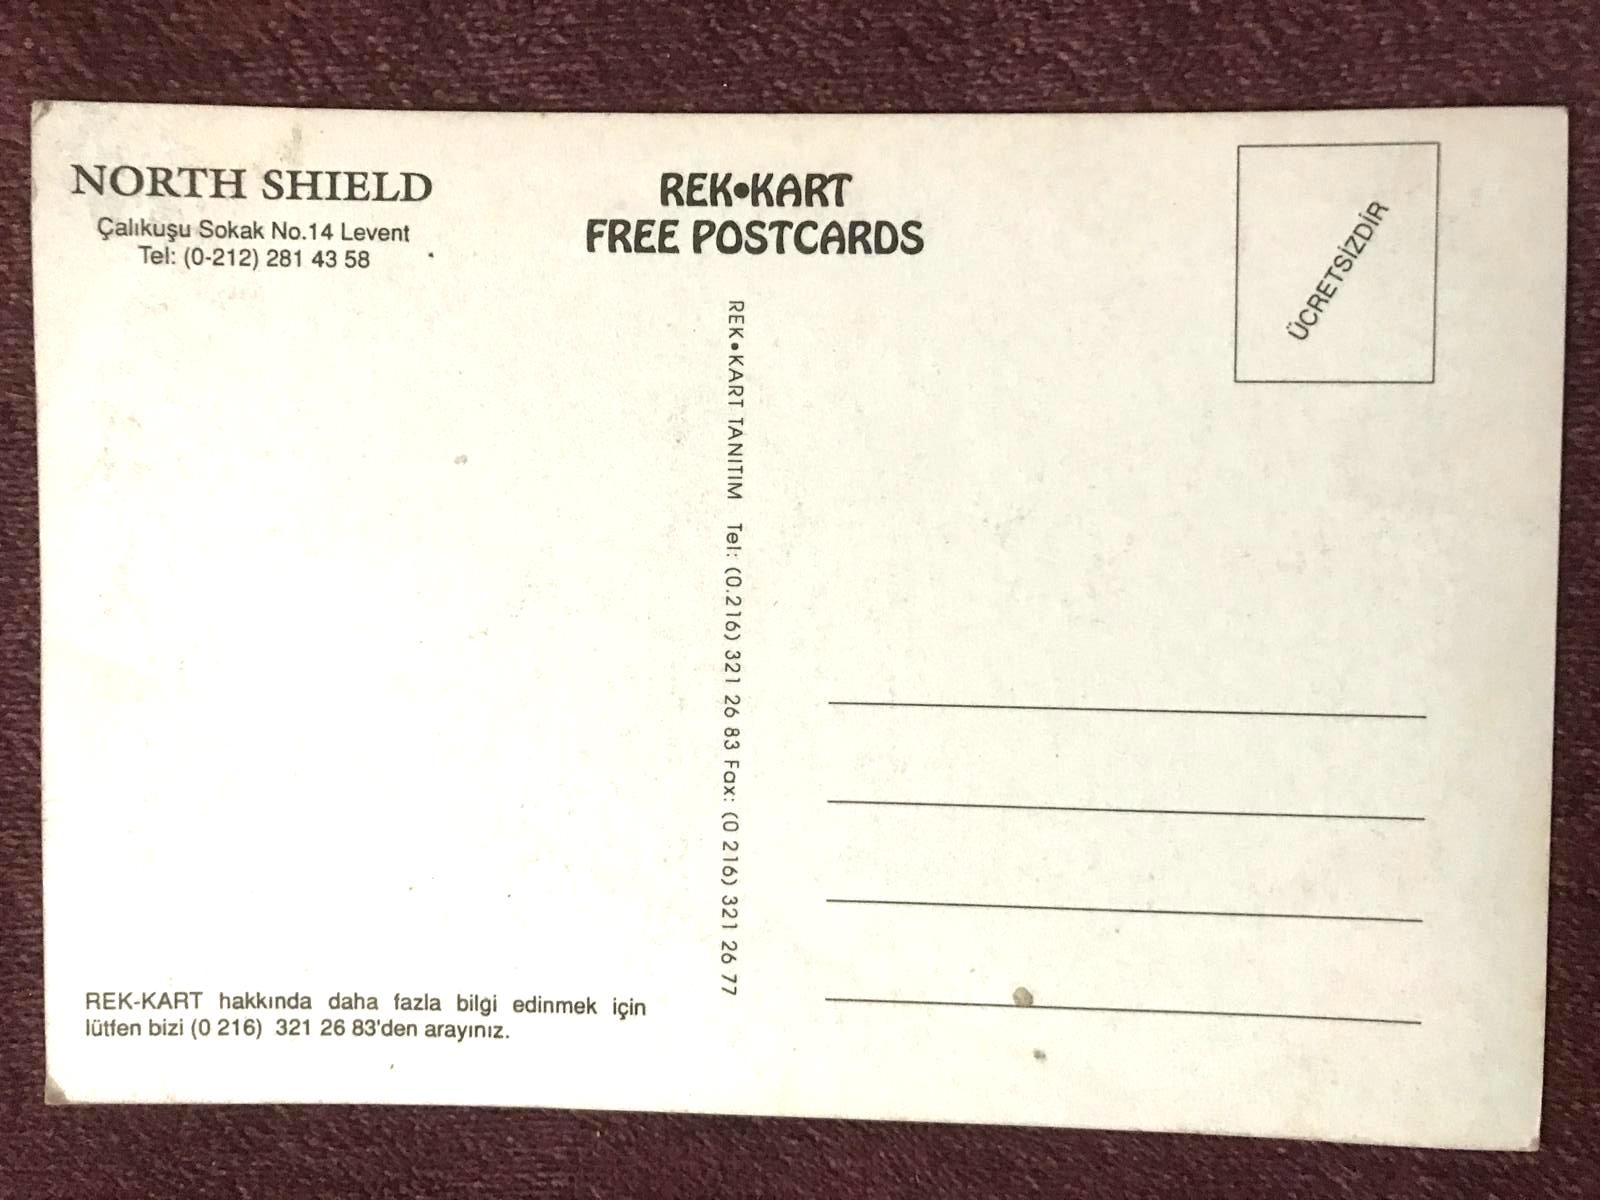 NORTH SHIELD
Çalıkuşu Sokak No.14 Levent
Tel: (0-212) 281 43 58
REK•KART
FREE POSTCARDS
ÜCRETSİZDİR
REK•KART TANITIM Tel: (0.216) 321 26 83 Fax: (0 216) 321 26 77
REK-KART hakkında daha fazla bilgi edinmek için
lütfen bizi (0 216) 321 26 83'den arayınız.